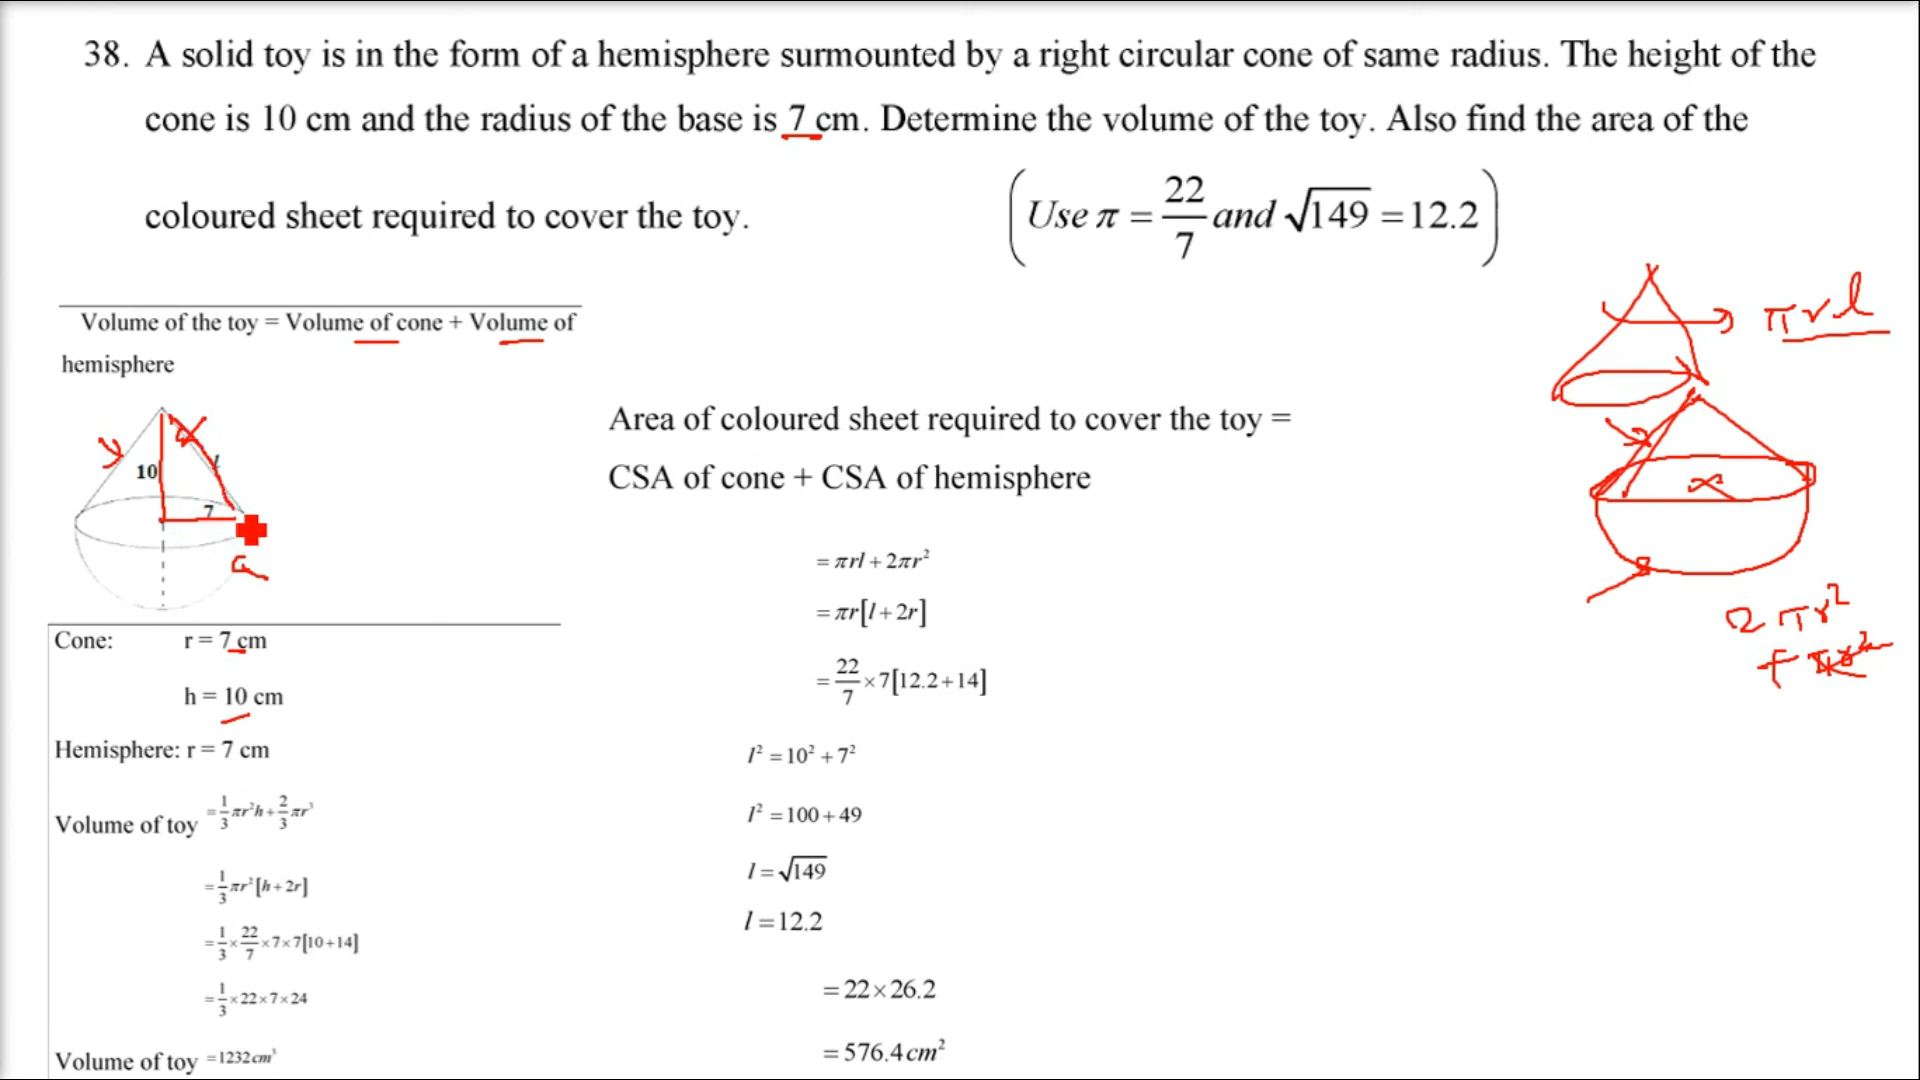 38. A solid toy is in the form of a hemisphere surmounted by a right circular cone of same radius. The height of the
cone is 10 cm and the radius of the base is 7 cm. Determine the volume of the toy. Also find the area of the
coloured sheet required to cover the toy.
(Use π = 22/7 and √149 = 12.2)
Volume of the toy = Volume of cone + Volume of
hemisphere
10
l
7
Cone: r = 7 cm
h = 10 cm
Hemisphere: r = 7 cm
Volume of toy = 1/3 πr²h + 2/3 πr³
= 1/3 πr² [h + 2r]
= 1/3 × 22/7 × 7 × 7[10 + 14]
= 1/3 × 22 × 7 × 24
Volume of toy = 1232 cm³
Area of coloured sheet required to cover the toy =
CSA of cone + CSA of hemisphere
= πrl + 2πr²
= πr[l + 2r]
= 22/7 × 7[12.2 + 14]
l² = 10² + 7²
l² = 100 + 49
l = √149
l = 12.2
= 22 × 26.2
= 576.4 cm²
πrl
2πr²
+ πr²